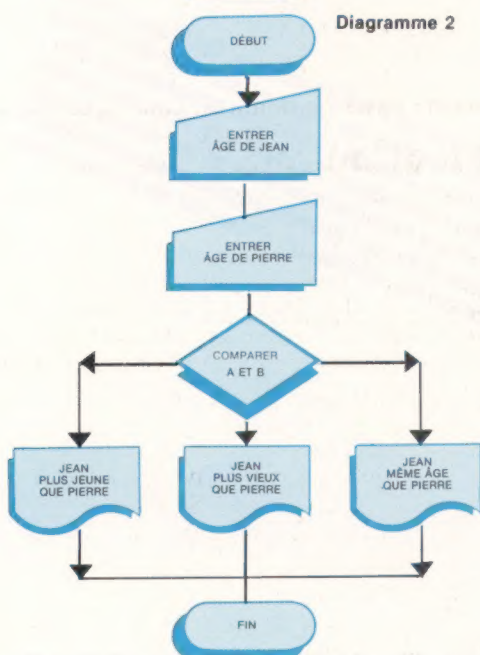 Diagramme 2
DÉBUT
ENTRER
ÂGE DE JEAN
ENTRER
ÂGE DE PIERRE
COMPARER
A ET B
JEAN
PLUS JEUNE
QUE PIERRE
JEAN
PLUS VIEUX
QUE PIERRE
JEAN
MÊME ÂGE
QUE PIERRE
FIN